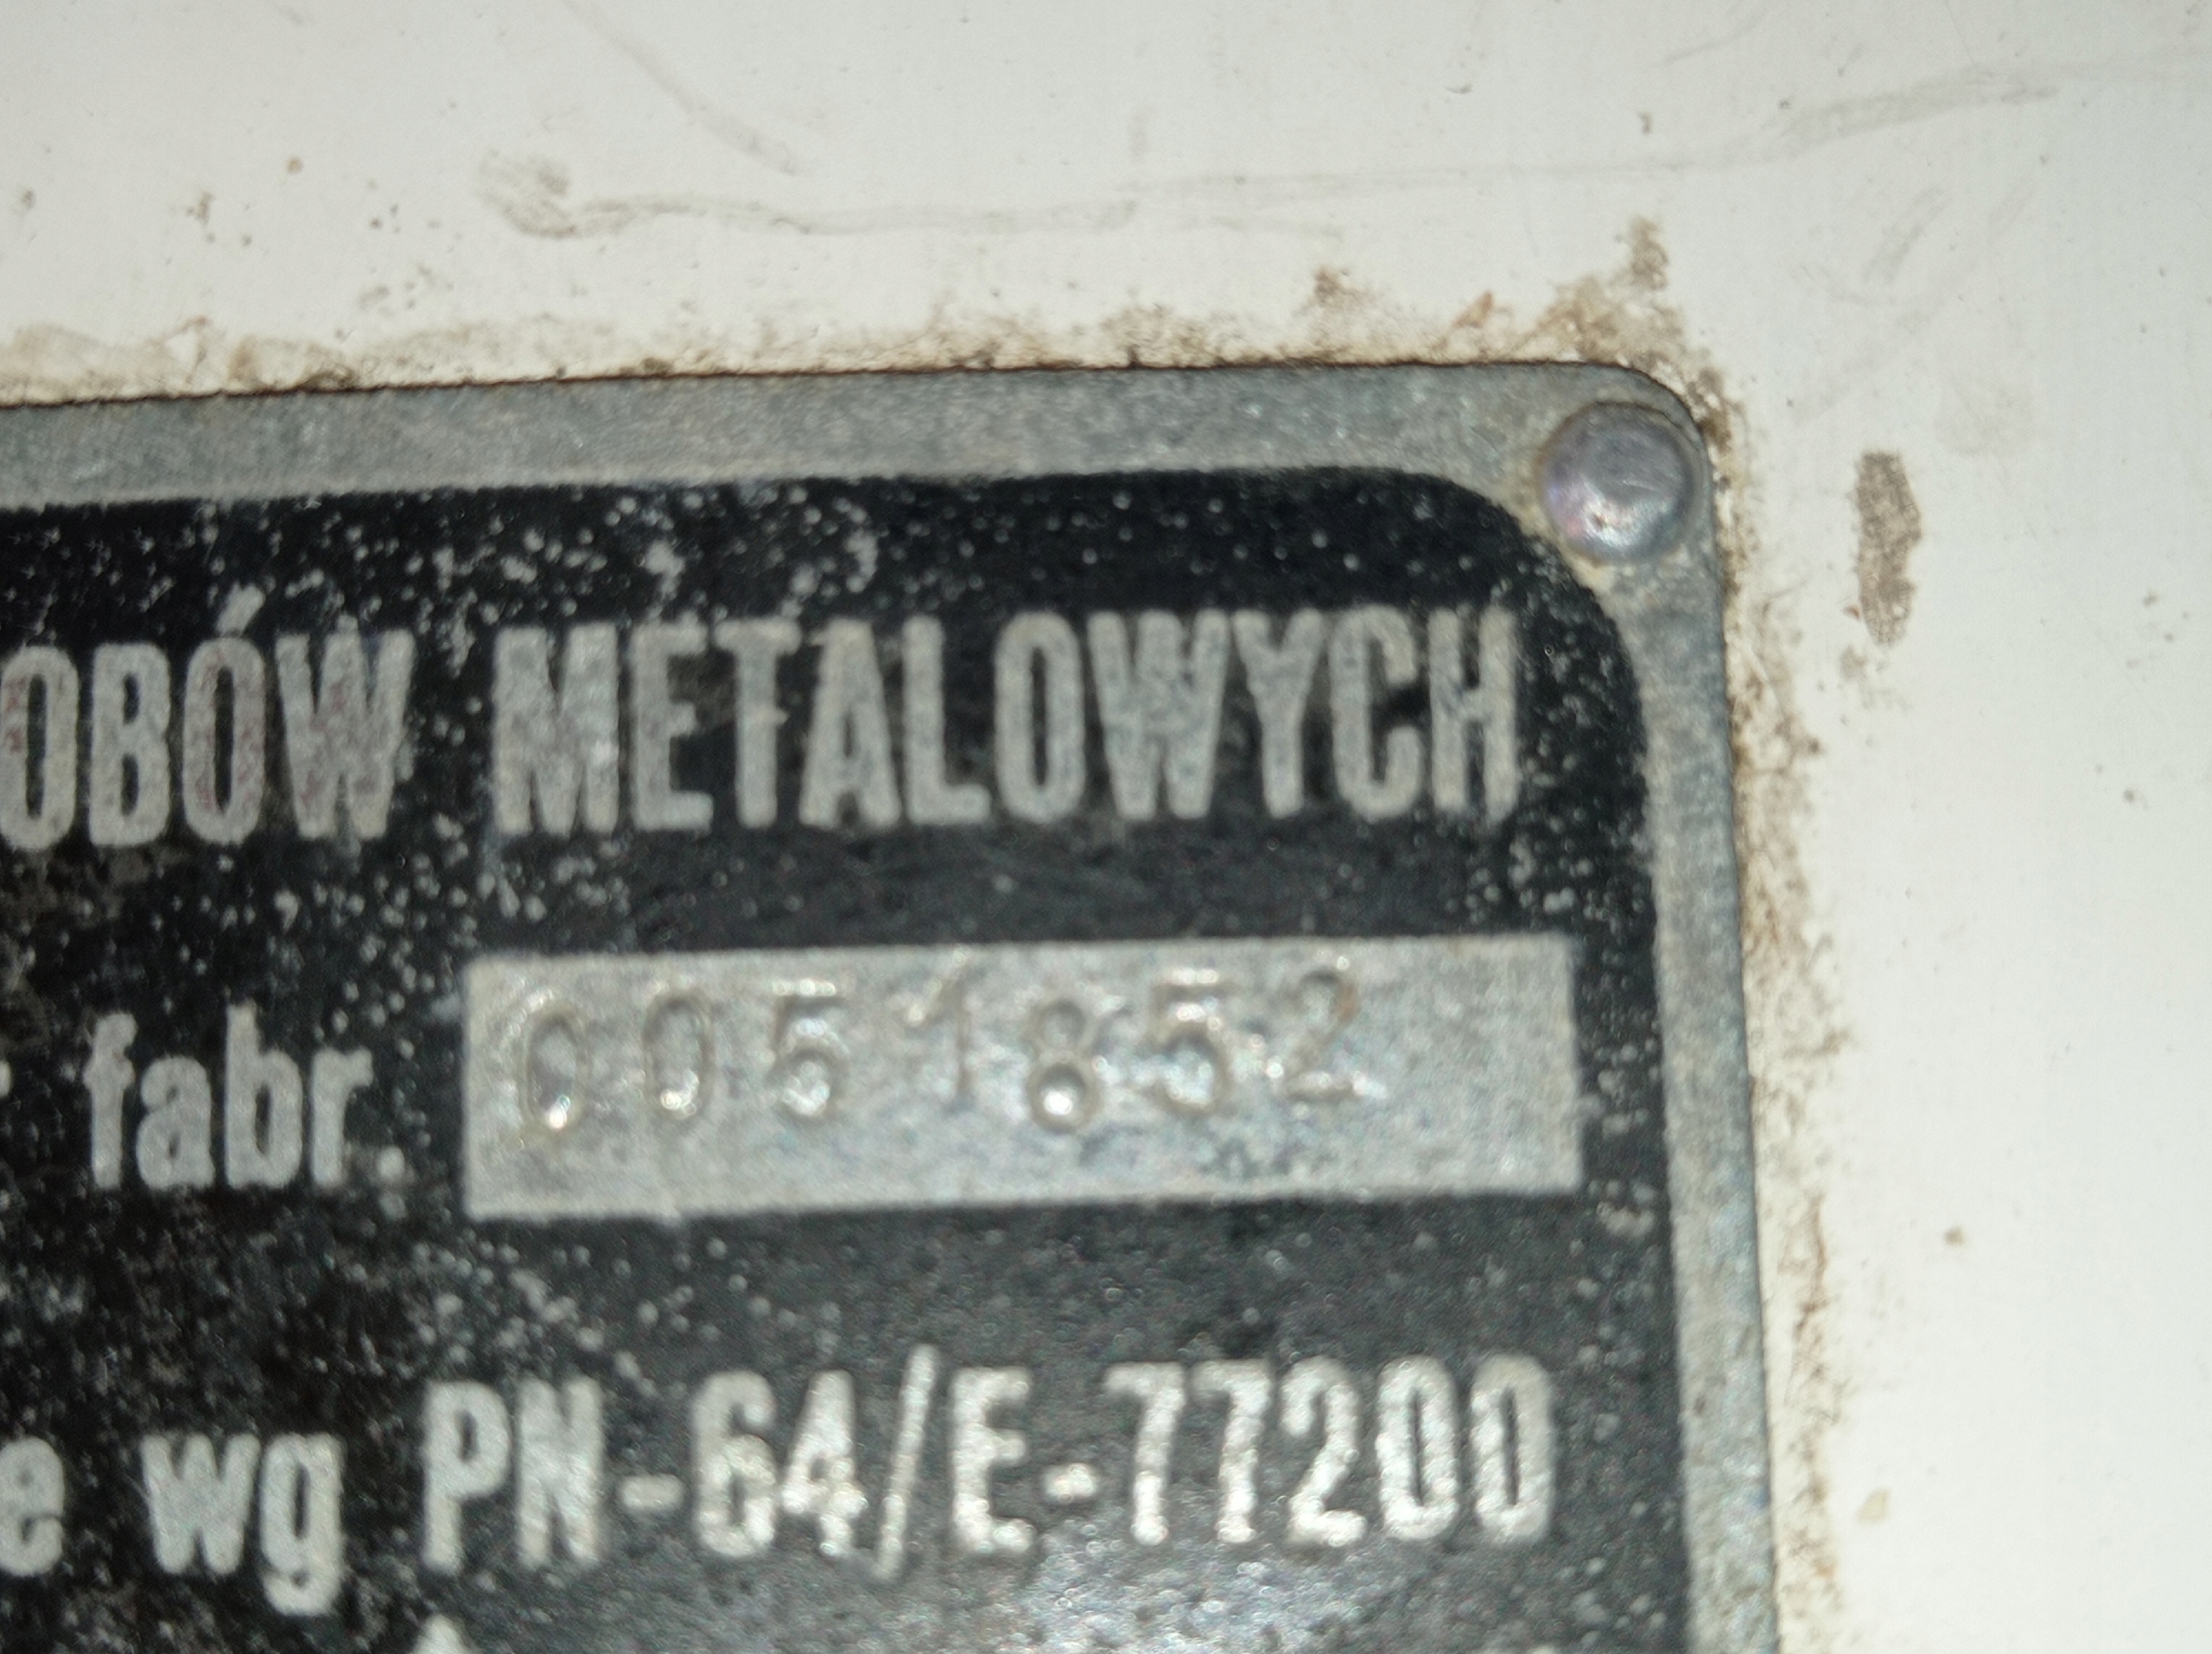 OBÓW METALOWYCH
fabr. 0051852
e wg PN-64/E-77200